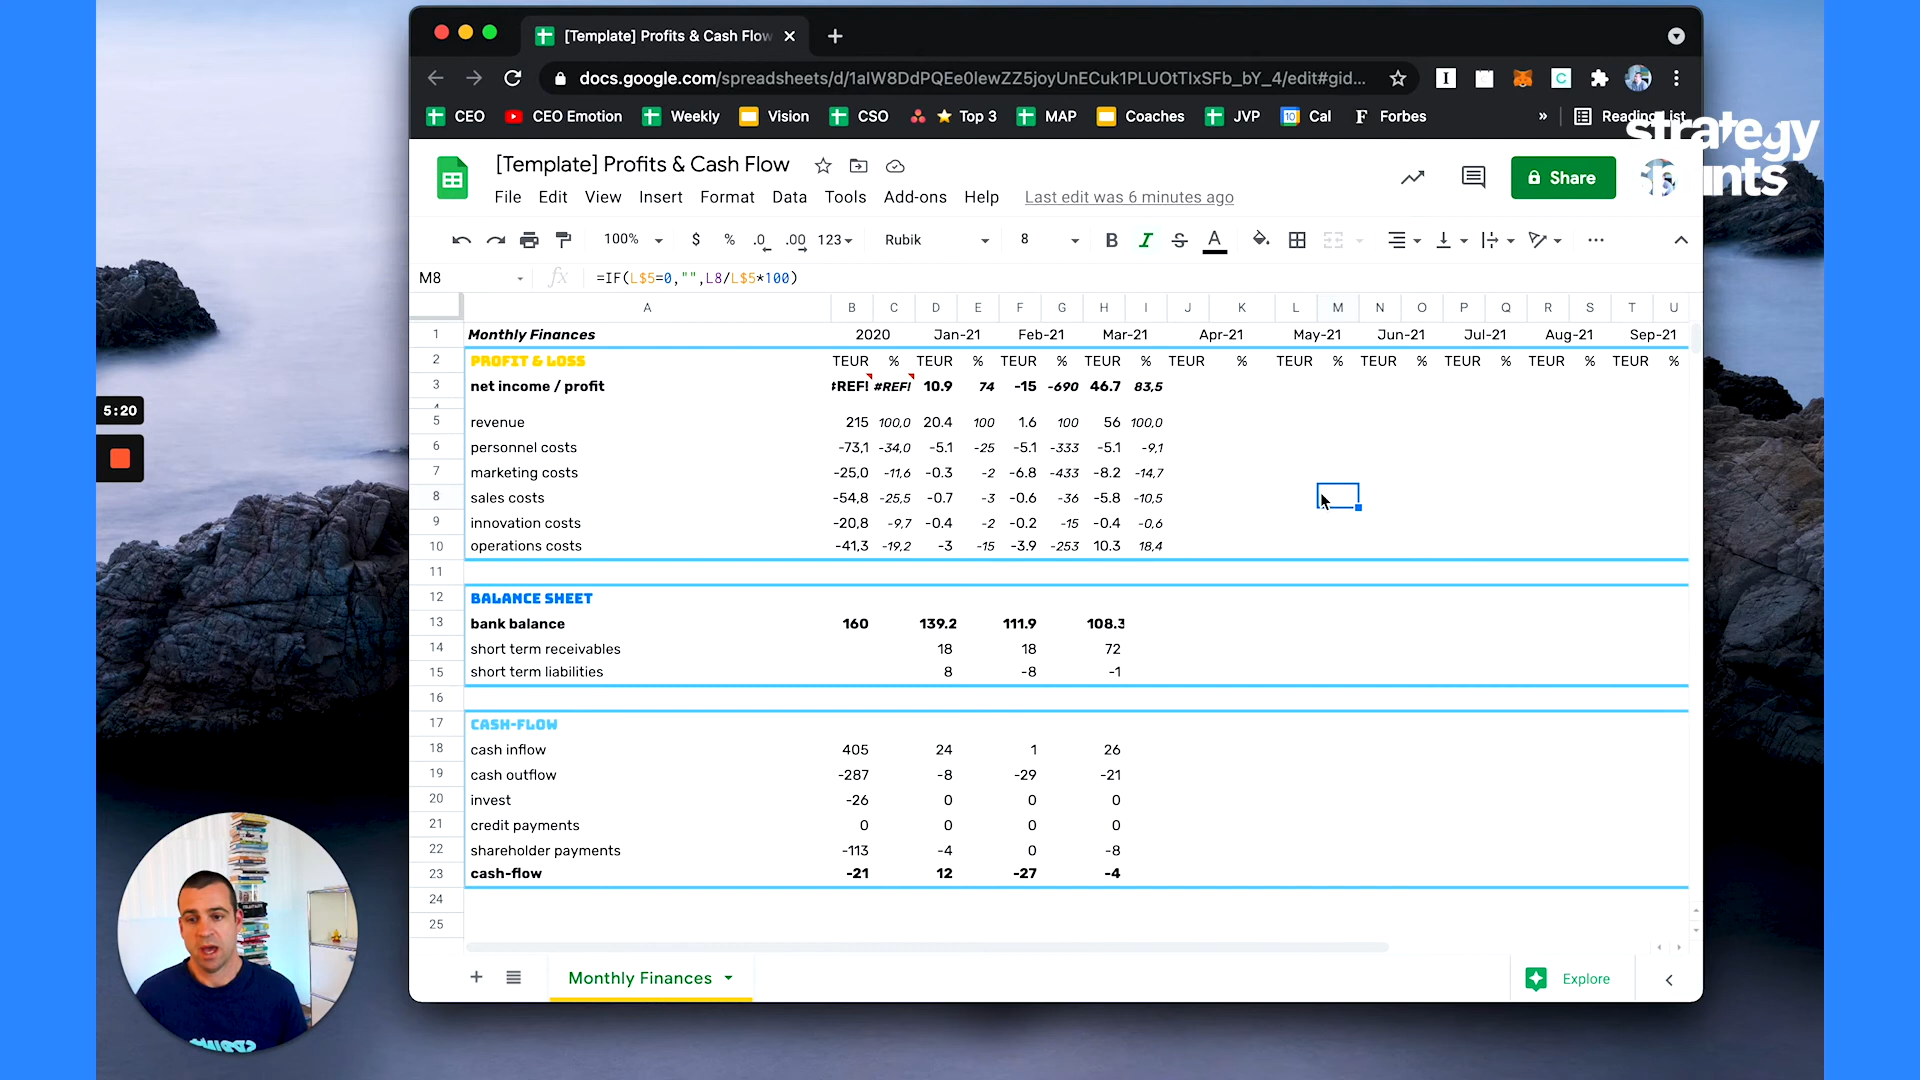 [Template] Profits & Cash Flow
docs.google.com/spreadsheets/d/1alW8DdPQEe0lewZZ5joyUnECuk1PLUOtTlxSFb_bY_4/edit#gid...
CEO CEO Emotion Weekly Vision CSO Top 3 MAP Coaches JVP 10 Cal F Forbes » Reading List
strategy
sprints
[Template] Profits & Cash Flow
Share
File Edit View Insert Format Data Tools Add-ons Help Last edit was 6 minutes ago
100% $ % .0 .00 123 Rubik 8 B I S A
M8 fx =IF(L$5=0,"",L8/L$5*100)
A B C D E F G H I J K L M N O P Q R S T U
1 Monthly Finances 2020 Jan-21 Feb-21 Mar-21 Apr-21 May-21 Jun-21 Jul-21 Aug-21 Sep-21
2 PROFIT & LOSS TEUR % TEUR % TEUR % TEUR % TEUR % TEUR % TEUR % TEUR % TEUR % TEUR %
3 net income / profit #REF! #REF! 10.9 74 -15 -690 46.7 83,5
4
5 revenue 215 100,0 20.4 100 1.6 100 56 100,0
6 personnel costs -73,1 -34,0 -5.1 -25 -5.1 -333 -5.1 -9,1
7 marketing costs -25,0 -11,6 -0.3 -2 -6.8 -433 -8.2 -14,7
8 sales costs -54,8 -25,5 -0.7 -3 -0.6 -36 -5.8 -10,5
9 innovation costs -20,8 -9,7 -0.4 -2 -0.2 -15 -0.4 -0,6
10 operations costs -41,3 -19,2 -3 -15 -3.9 -253 10.3 18,4
11
12 BALANCE SHEET
13 bank balance 160 139.2 111.9 108.3
14 short term receivables 18 18 72
15 short term liabilities 8 -8 -1
16
17 CASH-FLOW
18 cash inflow 405 24 1 26
19 cash outflow -287 -8 -29 -21
20 invest -26 0 0 0
21 credit payments 0 0 0 0
22 shareholder payments -113 -4 0 -8
23 cash-flow -21 12 -27 -4
24
25
Monthly Finances
Explore
5:20